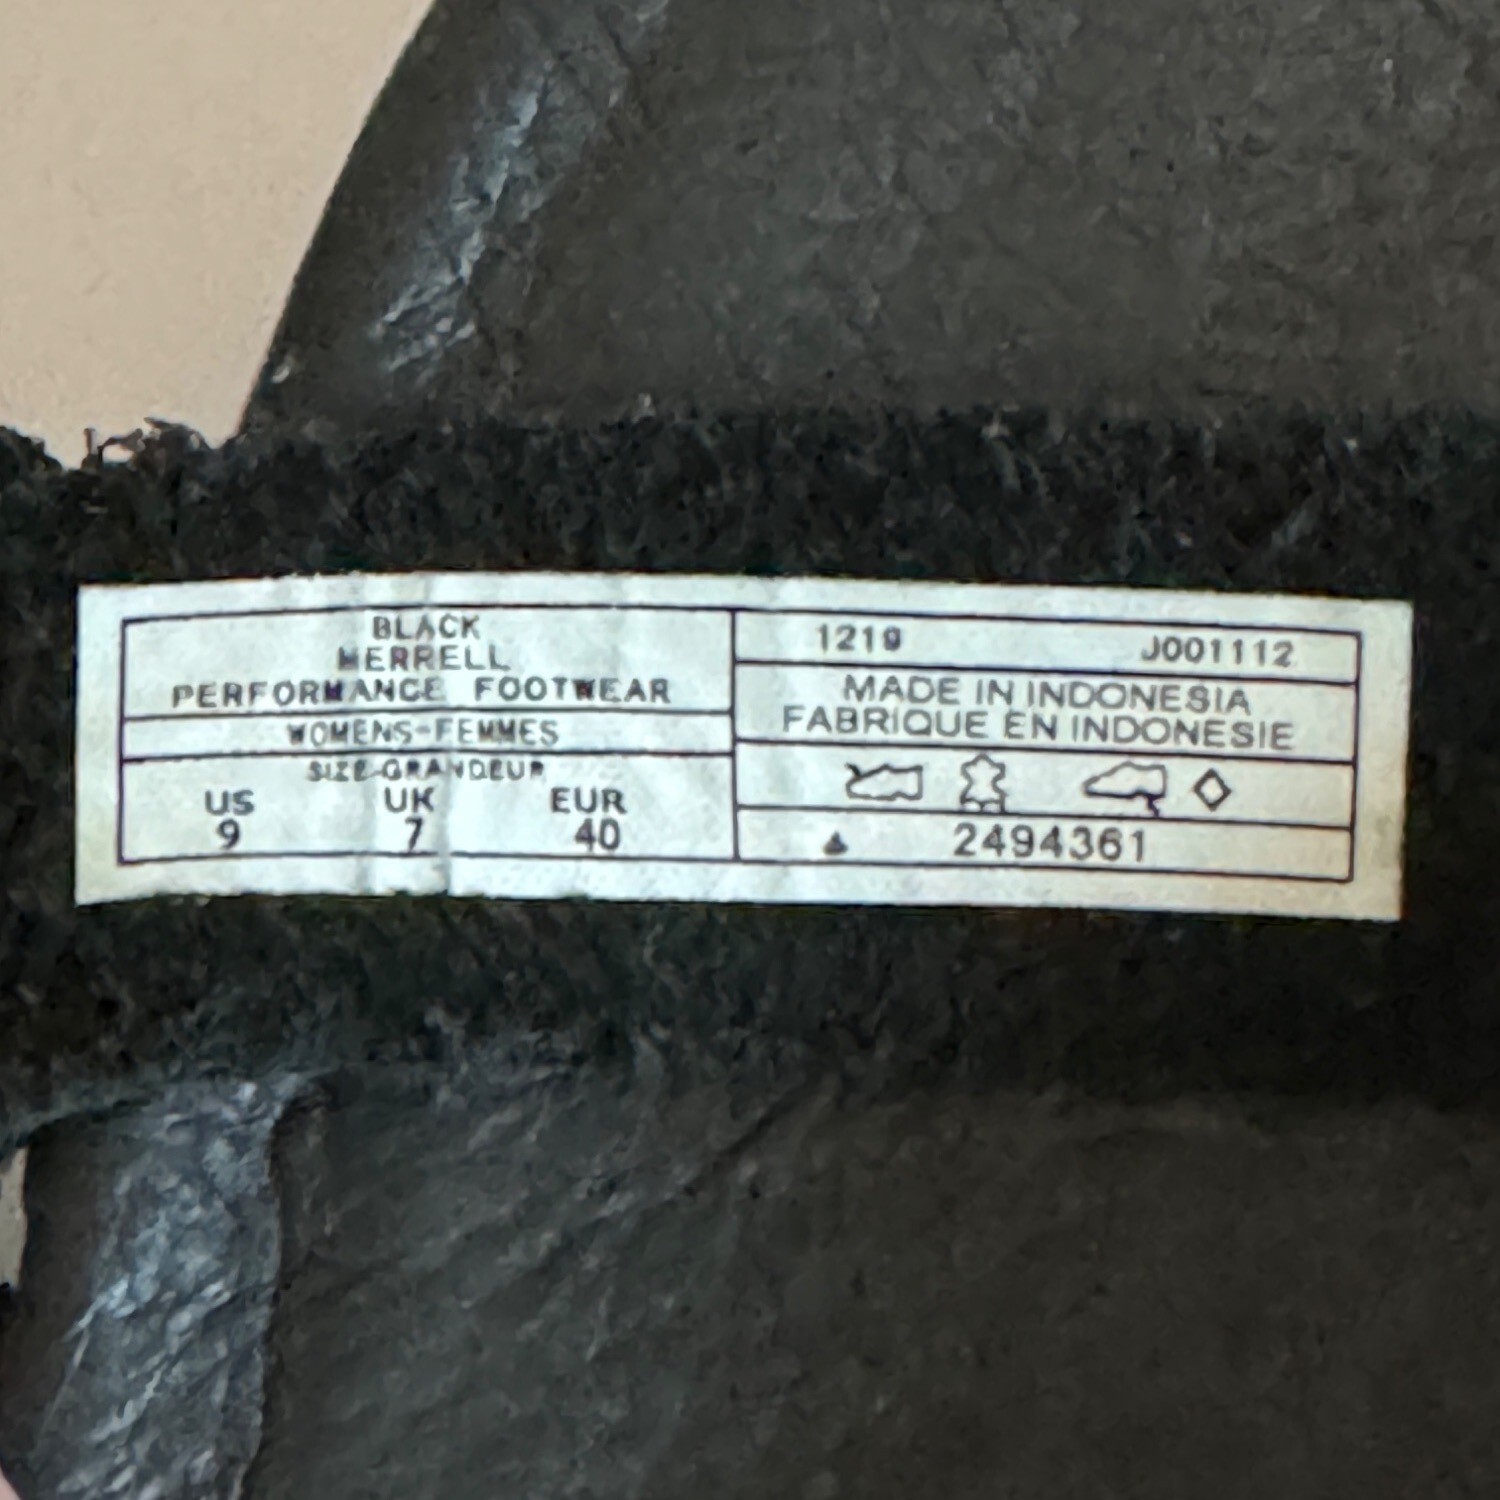 BLACK
MERRELL
PERFORMANCE FOOTWEAR
WOMENS-FEMMES
SIZE-GRANDEUR
US UK EUR
9 7 40
1219 J001112
MADE IN INDONESIA
FABRIQUE EN INDONESIE
2494361